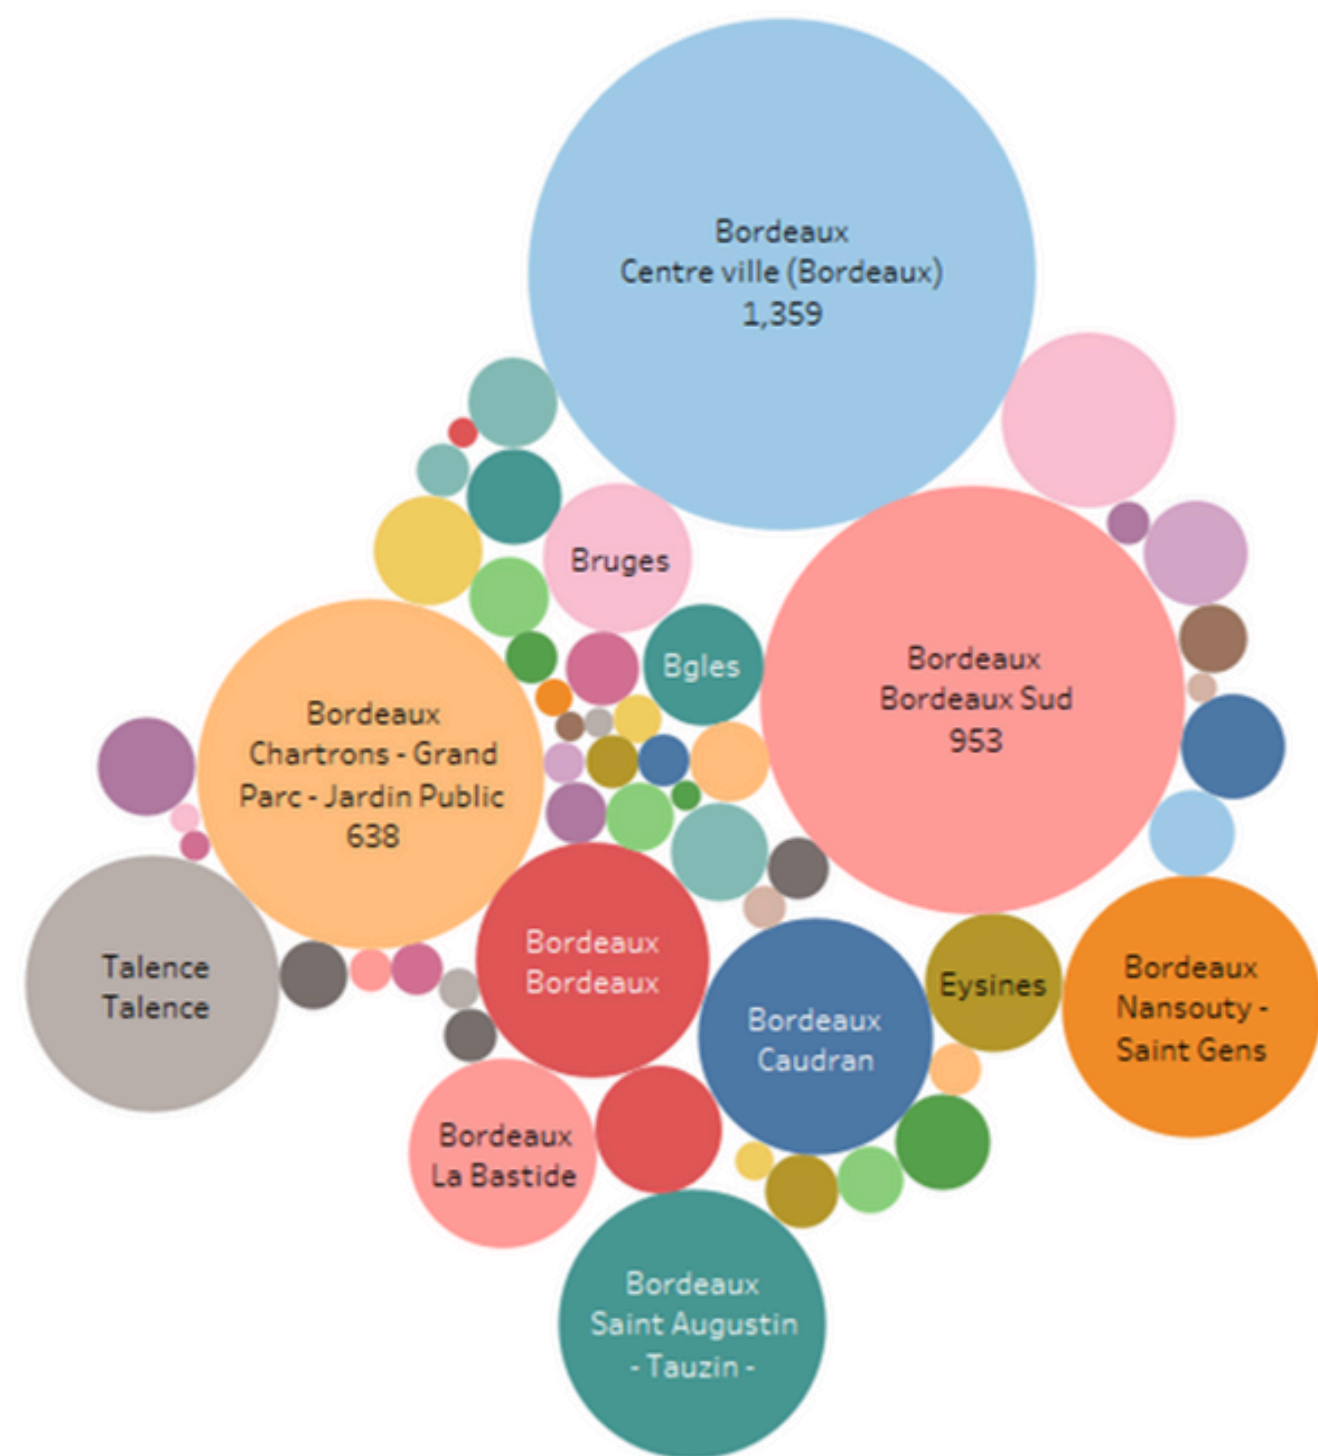 Bordeaux
Centre ville (Bordeaux)
1,359
Bruges
Bgles
Bordeaux
Bordeaux Sud
953
Bordeaux
Chartrons - Grand
Parc - Jardin Public
638
Talence
Talence
Bordeaux
Bordeaux
Bordeaux
Caudran
Eysines
Bordeaux
Nansouty -
Saint Gens
Bordeaux
La Bastide
Bordeaux
Saint Augustin
- Tauzin -